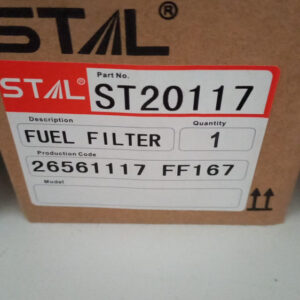 STAL®
Part No.
STAL® ST20117
Description
Quantity
FUEL FILTER 1
Production Code
26561117 FF167
Model